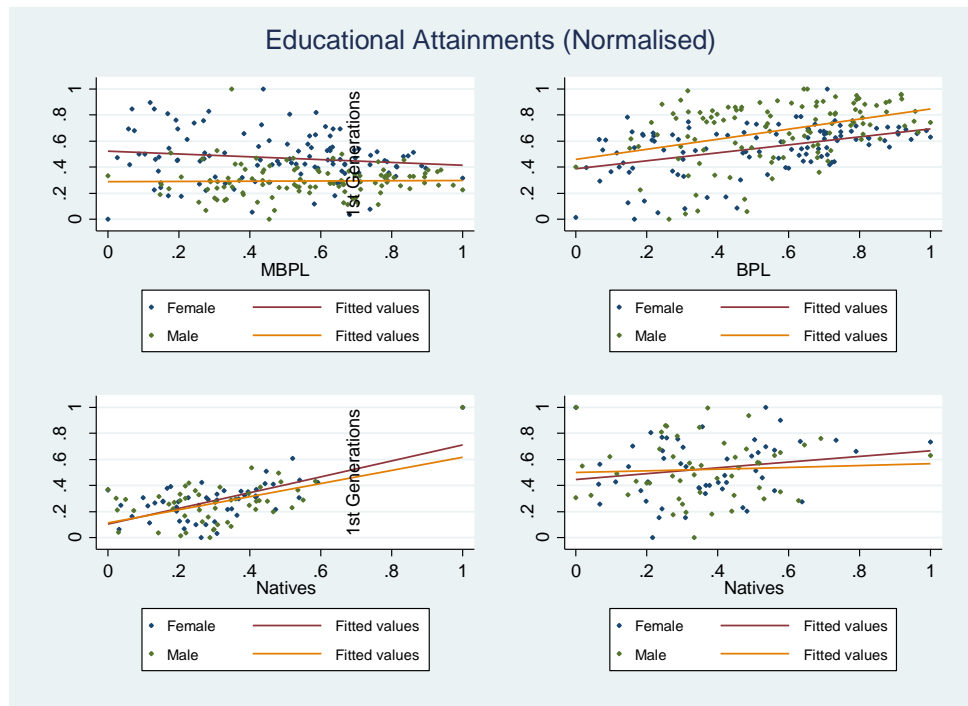 Educational Attainments (Normalised)
1 .8 .6 .4 .2 0
1st Generations
0 .2 .4 .6 .8 1
MBPL
Female Fitted values
Male Fitted values
1 .8 .6 .4 .2 0
0 .2 .4 .6 .8 1
BPL
Female Fitted values
Male Fitted values
1 .8 .6 .4 .2 0
1st Generations
0 .2 .4 .6 .8 1
Natives
Female Fitted values
Male Fitted values
1 .8 .6 .4 .2 0
0 .2 .4 .6 .8 1
Natives
Female Fitted values
Male Fitted values